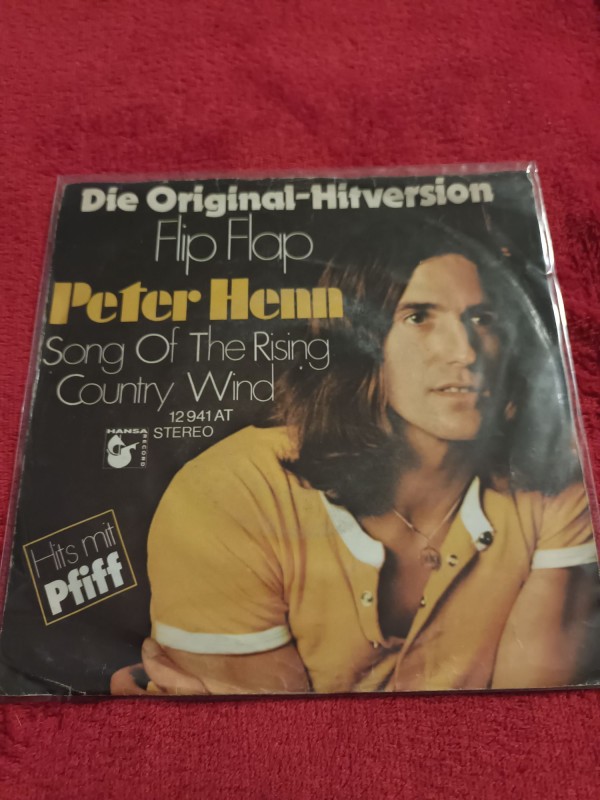 Die Original-Hitversion
Flip Flap
Peter Henn
Song Of The Rising
Country Wind
12 941 AT
STEREO
HANSA
RECORD
Hits mit
Pfiff